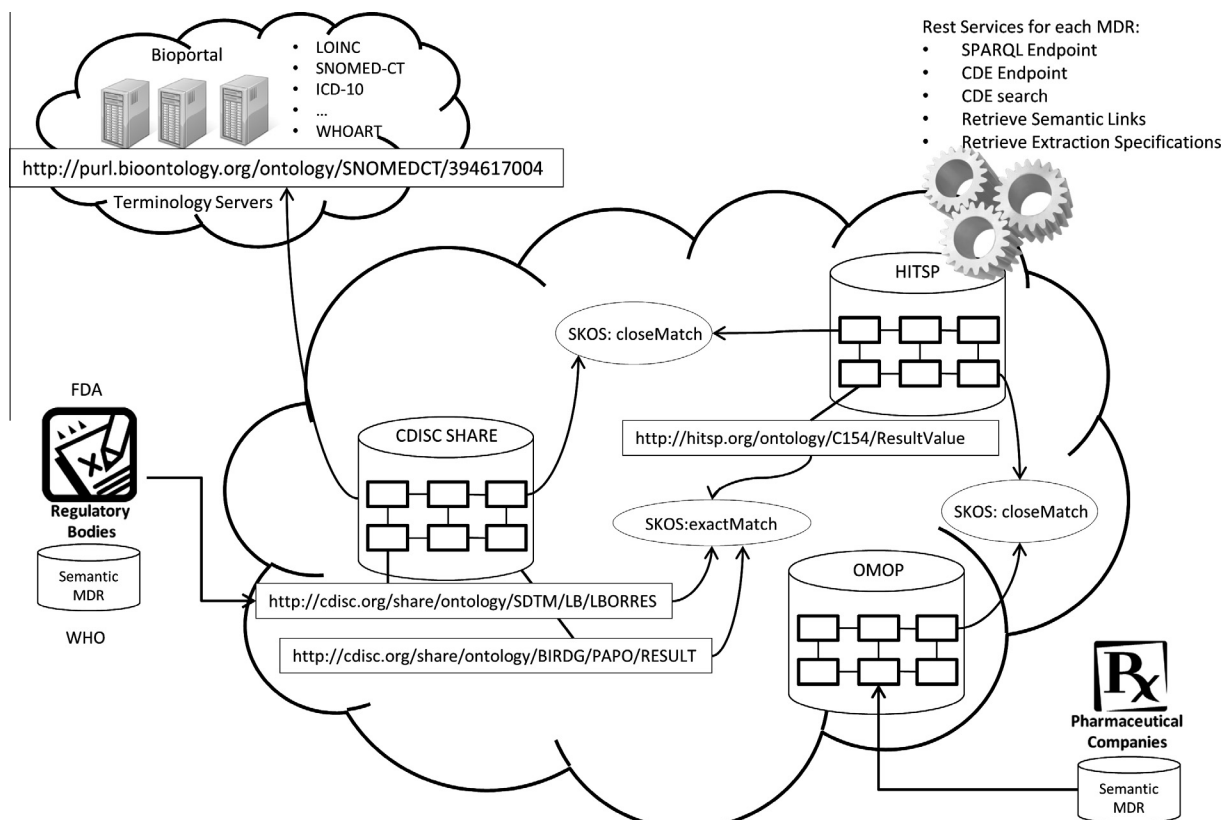 Bioportal
• LOINC
• SNOMED-CT
• ICD-10
• ...
• WHOART
http://purl.bioontology.org/ontology/SNOMEDCT/394617004
Terminology Servers
Rest Services for each MDR:
• SPARQL Endpoint
• CDE Endpoint
• CDE search
• Retrieve Semantic Links
• Retrieve Extraction Specifications
HITSP
SKOS: closeMatch
FDA
Regulatory
Bodies
Semantic
MDR
WHO
CDISC SHARE
http://hitsp.org/ontology/C154/ResultValue
SKOS:exactMatch
SKOS: closeMatch
OMOP
http://cdisc.org/share/ontology/SDTM/LB/LBORRES
http://cdisc.org/share/ontology/BIRDG/PAPO/RESULT
Rx
Pharmaceutical
Companies
Semantic
MDR